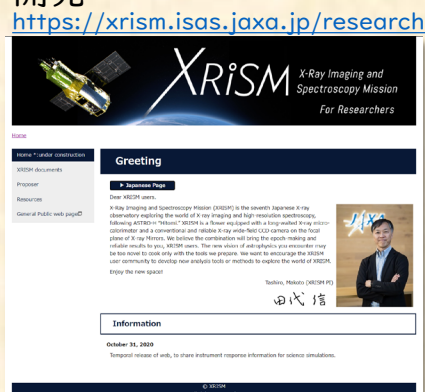 https://xrism.isas.jaxa.jp/research
XRISM
X-Ray Imaging and
Spectroscopy Mission
For Researchers
Home
Home *:under construction
XRISM documents
Proposer
Resources
General Public web page
Greeting
▶ Japanese Page
Dear XRISM users,
X-Ray Imaging and Spectroscopy Mission (XRISM) is the seventh Japanese X-ray
observatory exploring the world of X-ray imaging and high-resolution spectroscopy,
following ASTRO-H "Hitomi." XRISM is a flower equipped with a long-waited X-ray micro-
calorimeter and a conventional and reliable X-ray wide-field CCD camera on the focal
plane of X-ray Mirrors. We believe the combination will bring the epoch-making and
reliable results to you, XRISM users. The new vision of astrophysics you encounter may
be too novel to cook only with the tools we prepare. We want to encourage the XRISM
user community to develop new analysis tools or methods to explore the world of XRISM.
Enjoy the new space!
Tashiro, Makoto (XRISM PI)
田代 信
Information
October 31, 2020
Temporal release of web, to share instrument response information for science simulations.
© XRISM